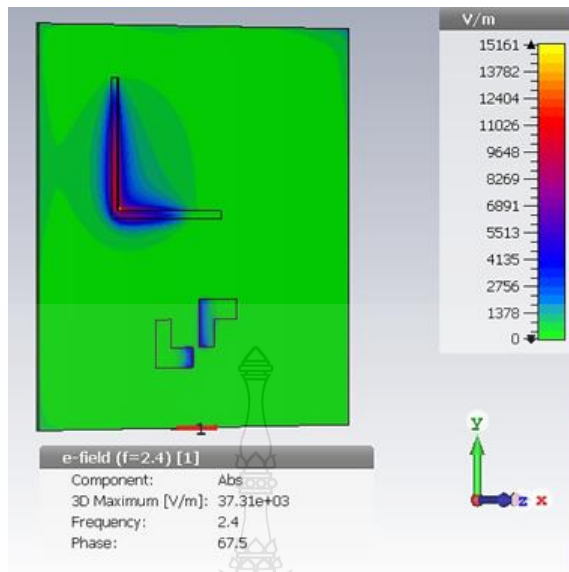 V/m
15161
13782
12404
11026
9648
8269
6891
5513
4135
2756
1378
0
1
y
z x
e-field (f=2.4) [1]
Component: Abs
3D Maximum [V/m]: 37.31e+03
Frequency: 2.4
Phase: 67.5